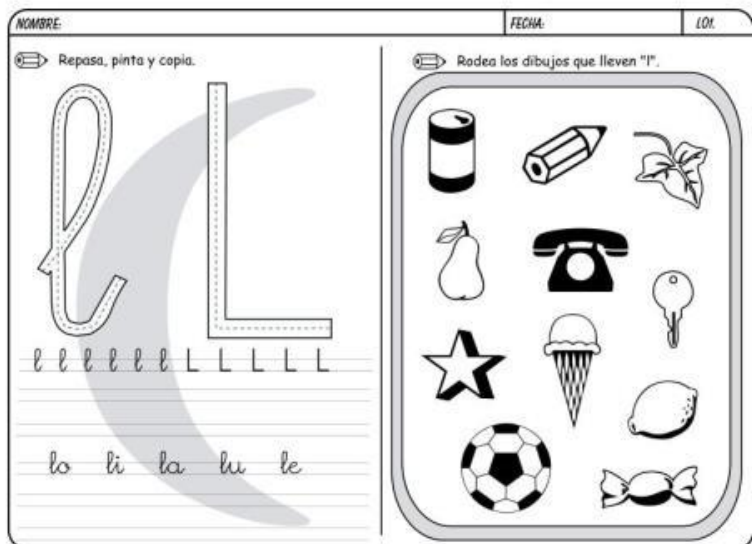 NOMBRE:
FECHA:
L01.
Repasa, pinta y copia.
l L
l l l l l l L L L L L
lo li la lu le
Rodea los dibujos que lleven "l".